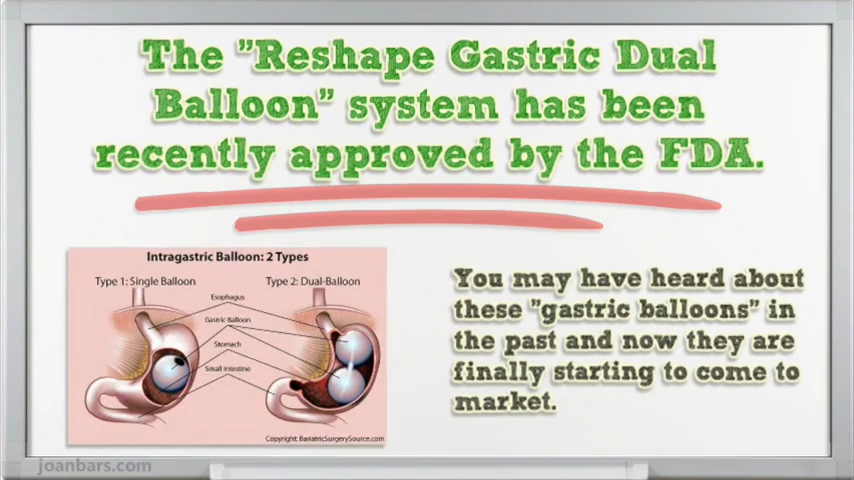 The "Reshape Gastric Dual
Balloon" system has been
recently approved by the FDA.
Intragastric Balloon: 2 Types
Type 1: Single Balloon
Type 2: Dual-Balloon
Esophagus
Gastric Balloon
Stomach
Small Intestine
Copyright: BariatricSurgerySource.com
You may have heard about
these "gastric balloons" in
the past and now they are
finally starting to come to
market.
joanbars.com